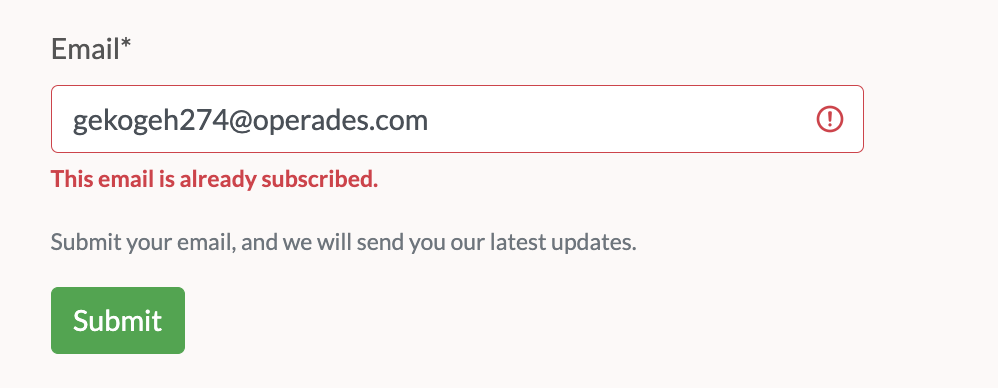 Email*
gekogeh274@operades.com
This email is already subscribed.
Submit your email, and we will send you our latest updates.
Submit